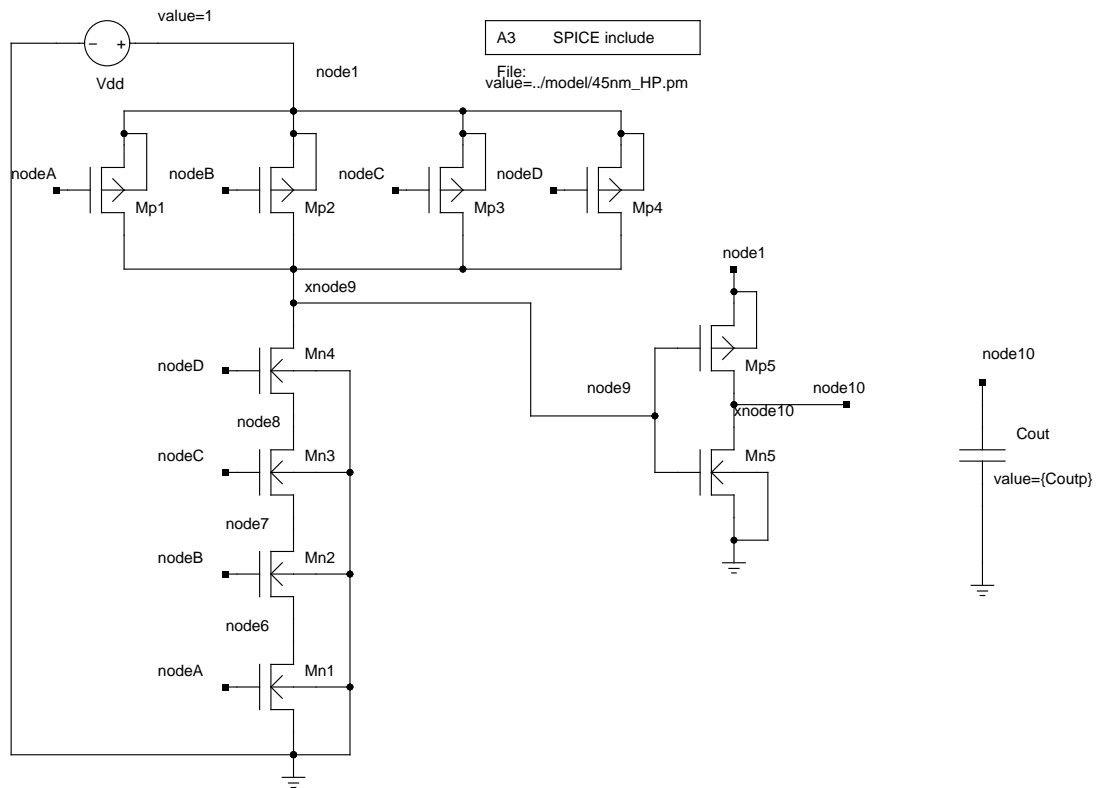 value=1
− +
Vdd
A3 SPICE include
File:
value=../model/45nm_HP.pm
node1
nodeA
Mp1
nodeB
Mp2
nodeC
Mp3
nodeD
Mp4
xnode9
node1
Mp5
node9
node10
xnode10
Mn5
node10
Cout
value={Coutp}
nodeD
Mn4
node8
nodeC
Mn3
node7
nodeB
Mn2
node6
nodeA
Mn1